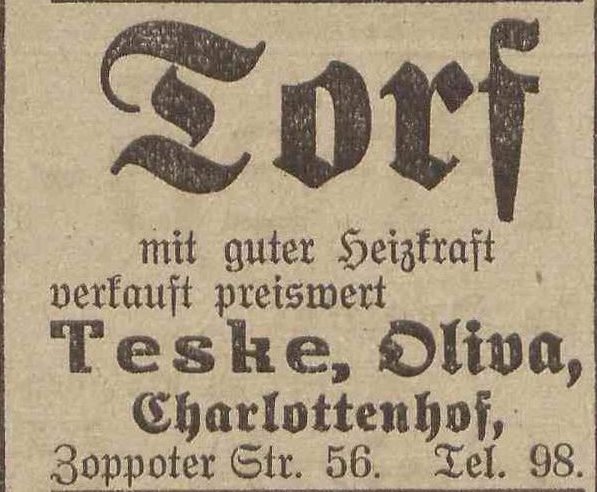 Torf
mit guter Heizkraft
verkauft preiswert
Teske, Oliva,
Charlottenhof,
Zoppoter Str. 56. Tel. 98.